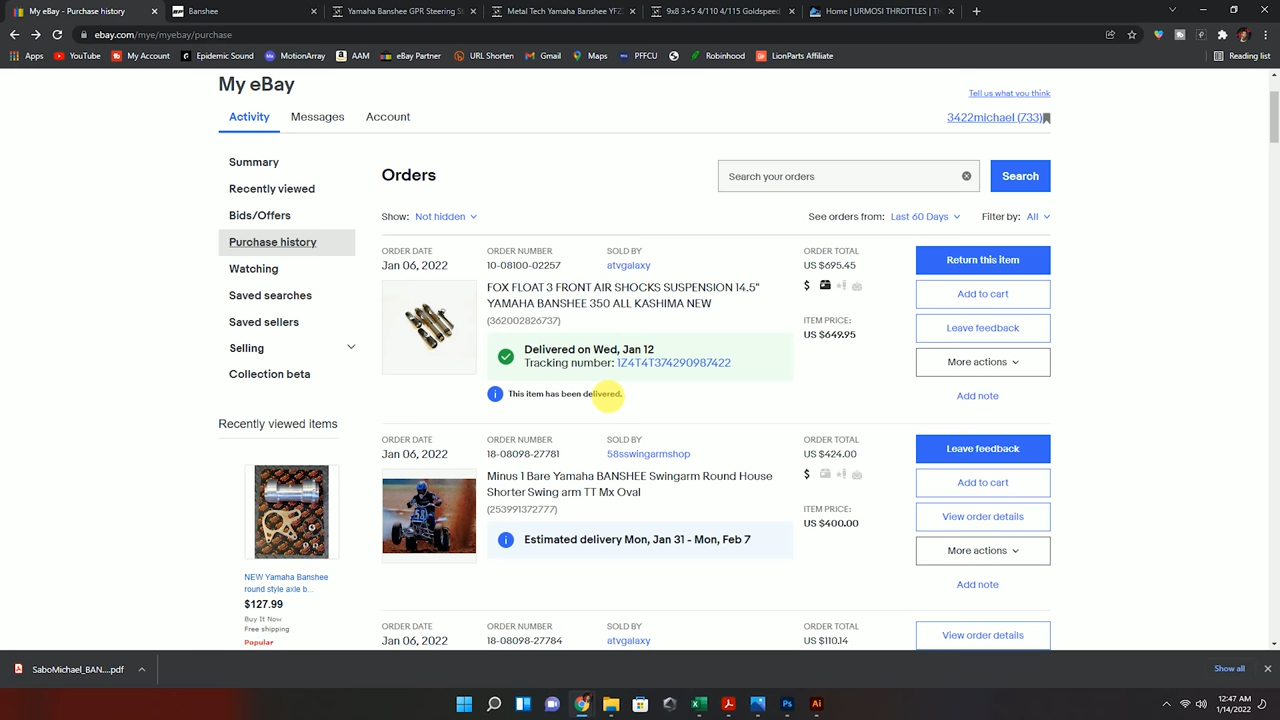 My eBay - Purchase history
Banshee
Yamaha Banshee GPR Steering S
Metal Tech Yamaha Banshee YFZ
9x8 3+5 4/110 4/115 Goldspeed
Home | URMOSI THROTTLES | TH
ebay.com/mye/myebay/purchase
Apps
YouTube
My Account
Epidemic Sound
MotionArray
AAM
eBay Partner
URL Shorten
Gmail
Maps
PFFCU
Robinhood
LionParts Affiliate
Reading list
My eBay
Tell us what you think
Activity
Messages
Account
3422michael (733)
Summary
Recently viewed
Bids/Offers
Purchase history
Watching
Saved searches
Saved sellers
Selling
Collection beta
Recently viewed items
NEW Yamaha Banshee
round style axle b...
$127.99
Buy It Now
Free shipping
Popular
Orders
Search your orders
Search
Show: Not hidden
See orders from: Last 60 Days
Filter by: All
ORDER DATE
Jan 06, 2022
ORDER NUMBER
10-08100-02257
SOLD BY
atvgalaxy
ORDER TOTAL
US $695.45
FOX FLOAT 3 FRONT AIR SHOCKS SUSPENSION 14.5"
YAMAHA BANSHEE 350 ALL KASHIMA NEW
(362002826737)
ITEM PRICE:
US $649.95
Delivered on Wed, Jan 12
Tracking number: 1Z4T4T374290987422
This item has been delivered.
Return this item
Add to cart
Leave feedback
More actions
Add note
ORDER DATE
Jan 06, 2022
ORDER NUMBER
18-08098-27781
SOLD BY
58sswingarmshop
ORDER TOTAL
US $424.00
Minus 1 Bare Yamaha BANSHEE Swingarm Round House
Shorter Swing arm TT Mx Oval
(253991372777)
ITEM PRICE:
US $400.00
Estimated delivery Mon, Jan 31 - Mon, Feb 7
Leave feedback
Add to cart
View order details
More actions
Add note
ORDER DATE
Jan 06, 2022
ORDER NUMBER
18-08098-27784
SOLD BY
atvgalaxy
ORDER TOTAL
US $110.14
View order details
SaboMichael_BAN....pdf
Show all
12:47 AM
1/14/2022